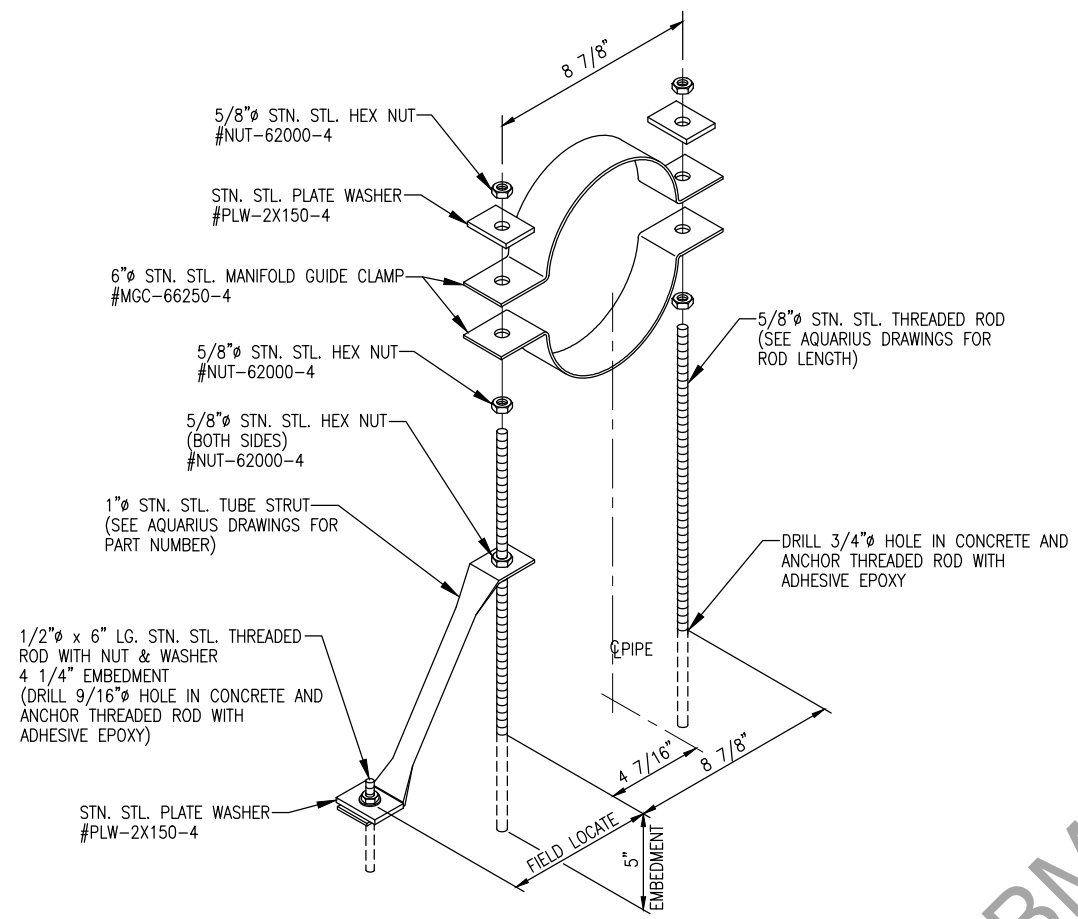 8 7/8"
5/8"ø STN. STL. HEX NUT
#NUT-62000-4
STN. STL. PLATE WASHER
#PLW-2X150-4
6"ø STN. STL. MANIFOLD GUIDE CLAMP
#MGC-66250-4
5/8"ø STN. STL. HEX NUT
#NUT-62000-4
5/8"ø STN. STL. HEX NUT
(BOTH SIDES)
#NUT-62000-4
1"ø STN. STL. TUBE STRUT
(SEE AQUARIUS DRAWINGS FOR
PART NUMBER)
1/2"ø x 6" LG. STN. STL. THREADED
ROD WITH NUT & WASHER
4 1/4" EMBEDMENT
(DRILL 9/16"ø HOLE IN CONCRETE AND
ANCHOR THREADED ROD WITH
ADHESIVE EPOXY)
STN. STL. PLATE WASHER
#PLW-2X150-4
5/8"ø STN. STL. THREADED ROD
(SEE AQUARIUS DRAWINGS FOR
ROD LENGTH)
DRILL 3/4"ø HOLE IN CONCRETE AND
ANCHOR THREADED ROD WITH
ADHESIVE EPOXY
℄ PIPE
4 7/16"
8 7/8"
FIELD LOCATE
5"
EMBEDMENT
BM